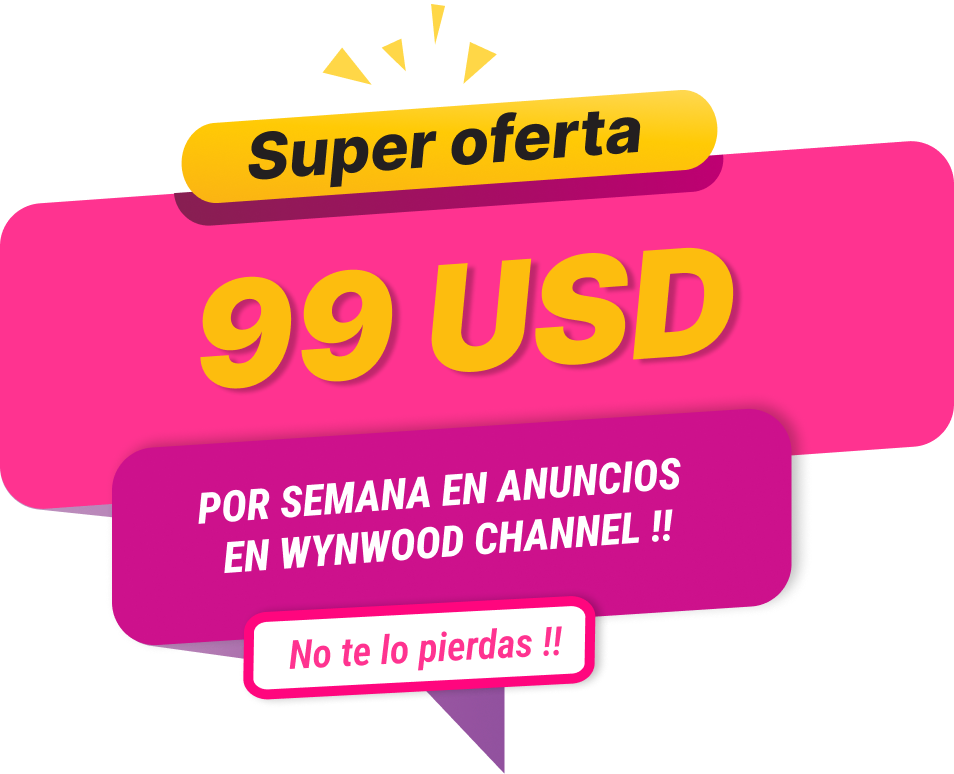 Super oferta
99 USD
POR SEMANA EN ANUNCIOS
EN WYNWOOD CHANNEL !!
No te lo pierdas !!